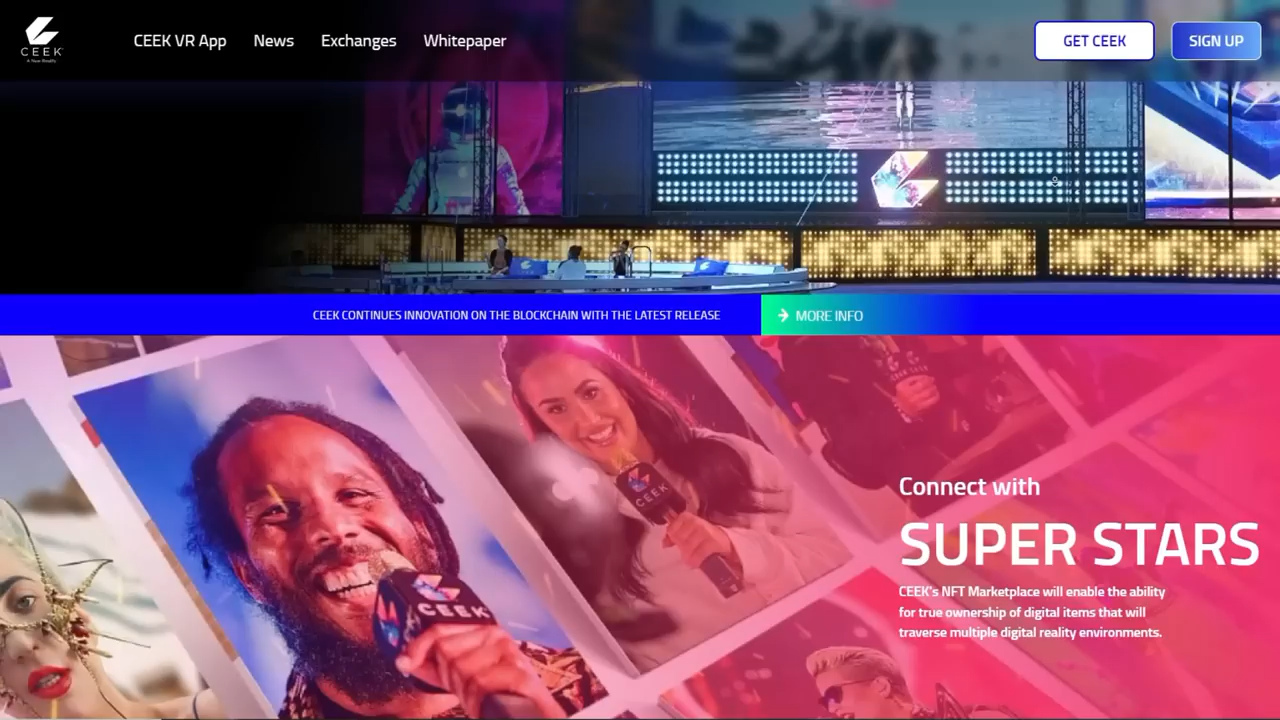 CEEK
A New Reality
CEEK VR App
News
Exchanges
Whitepaper
GET CEEK
SIGN UP
CEEK CONTINUES INNOVATION ON THE BLOCKCHAIN WITH THE LATEST RELEASE
MORE INFO
CEEK
CEEK
Connect with
SUPER STARS
CEEK's NFT Marketplace will enable the ability
for true ownership of digital items that will
traverse multiple digital reality environments.